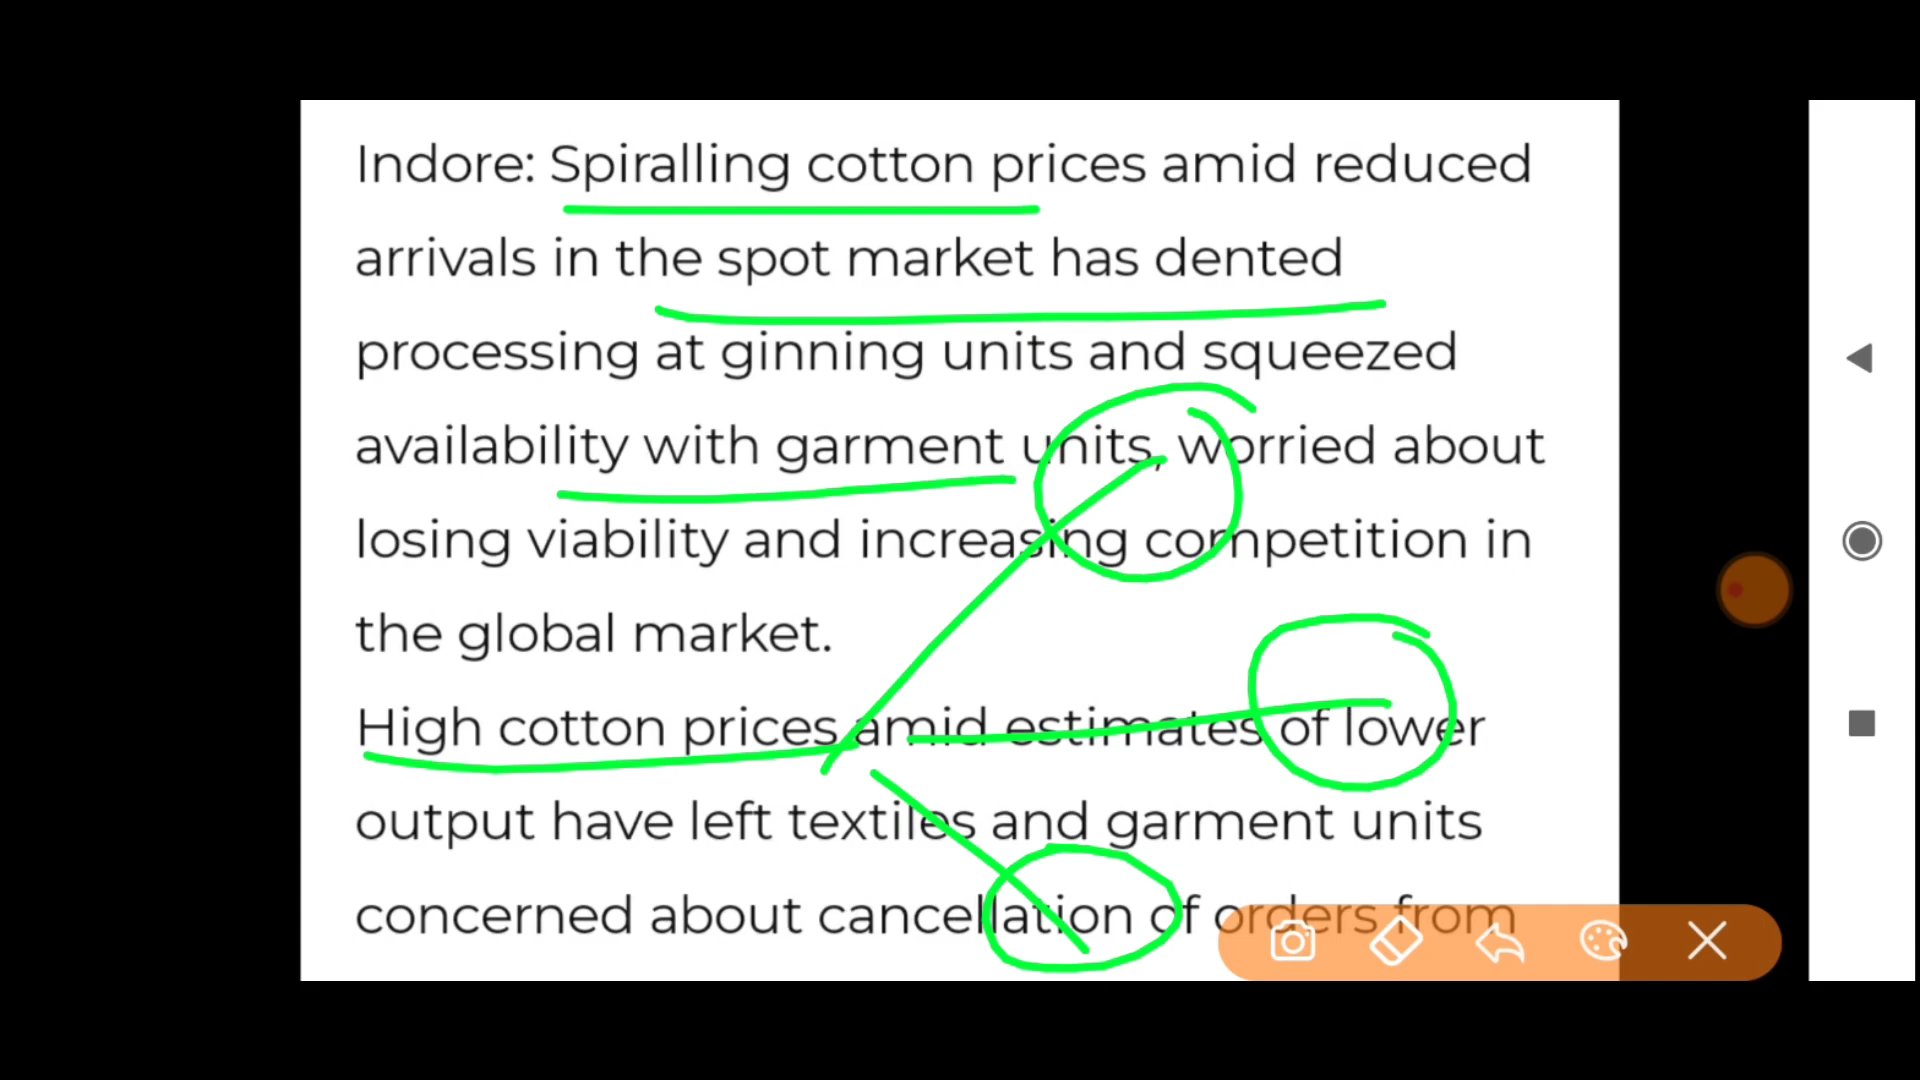 Indore: Spiralling cotton prices amid reduced
arrivals in the spot market has dented
processing at ginning units and squeezed
availability with garment units, worried about
losing viability and increasing competition in
the global market.
High cotton prices amid estimates of lower
output have left textiles and garment units
concerned about cancellation of orders from